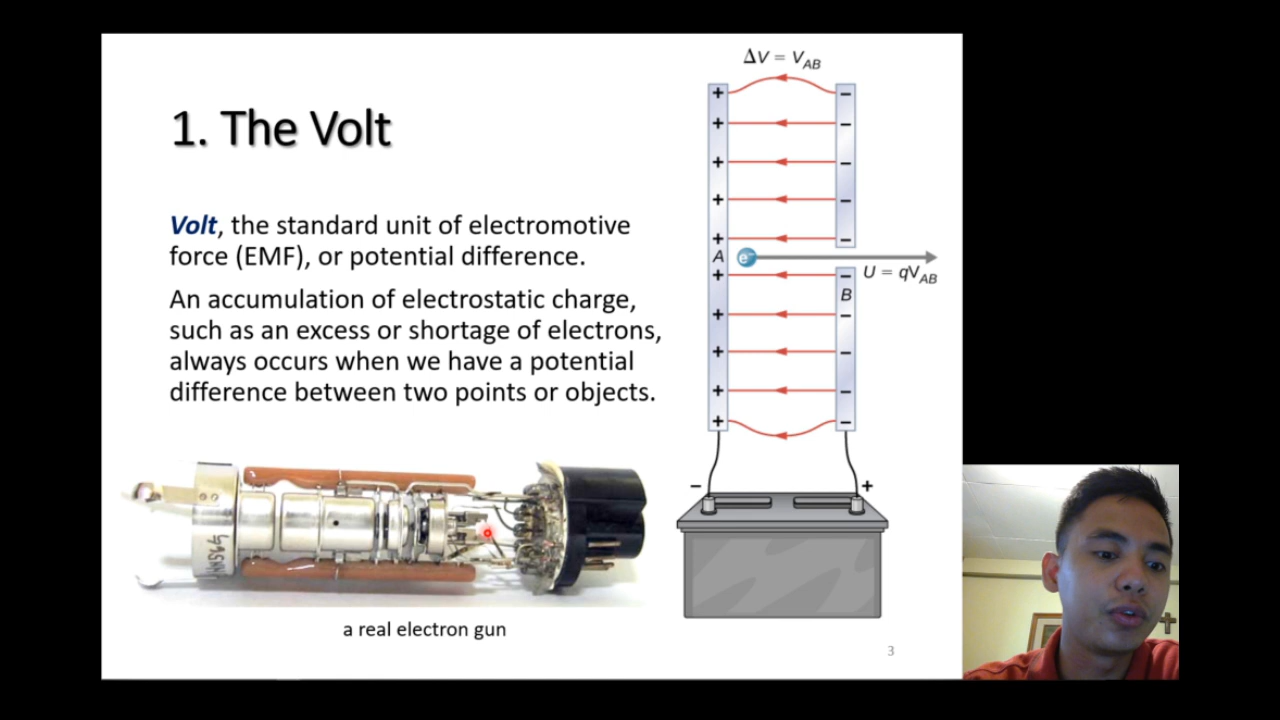 1. The Volt
Volt, the standard unit of electromotive
force (EMF), or potential difference.
An accumulation of electrostatic charge,
such as an excess or shortage of electrons,
always occurs when we have a potential
difference between two points or objects.
a real electron gun
ΔV = V_AB
+ −
+ −
+ −
+ −
+ −
A e⁻
U = qV_AB
+ −
B
+ −
+ −
+ −
+ −
− +
3